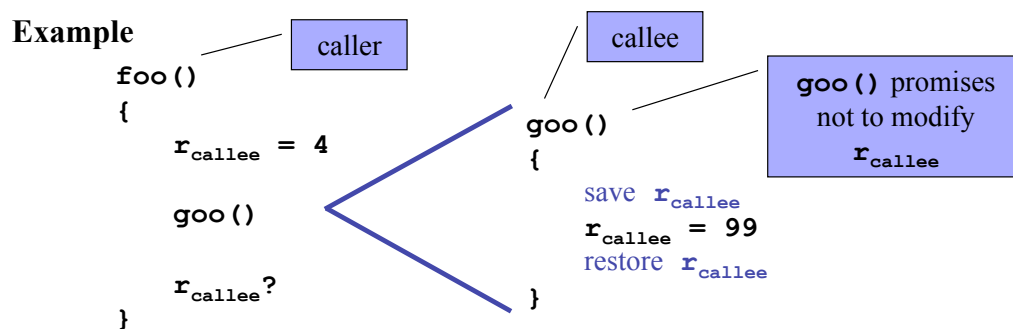 Example
caller
foo()
{
r_callee = 4
goo()
r_callee?
}
callee
goo()
{
save r_callee
r_callee = 99
restore r_callee
}
goo() promises
not to modify
r_callee